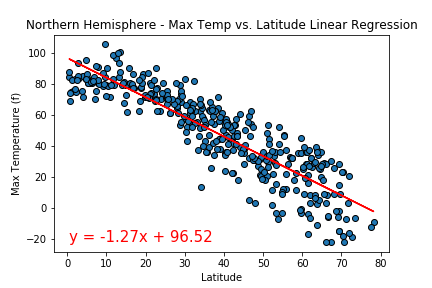 Northern Hemisphere - Max Temp vs. Latitude Linear Regression
Max Temperature (f)
100
80
60
40
20
0
−20
y = -1.27x + 96.52
0 10 20 30 40 50 60 70 80
Latitude